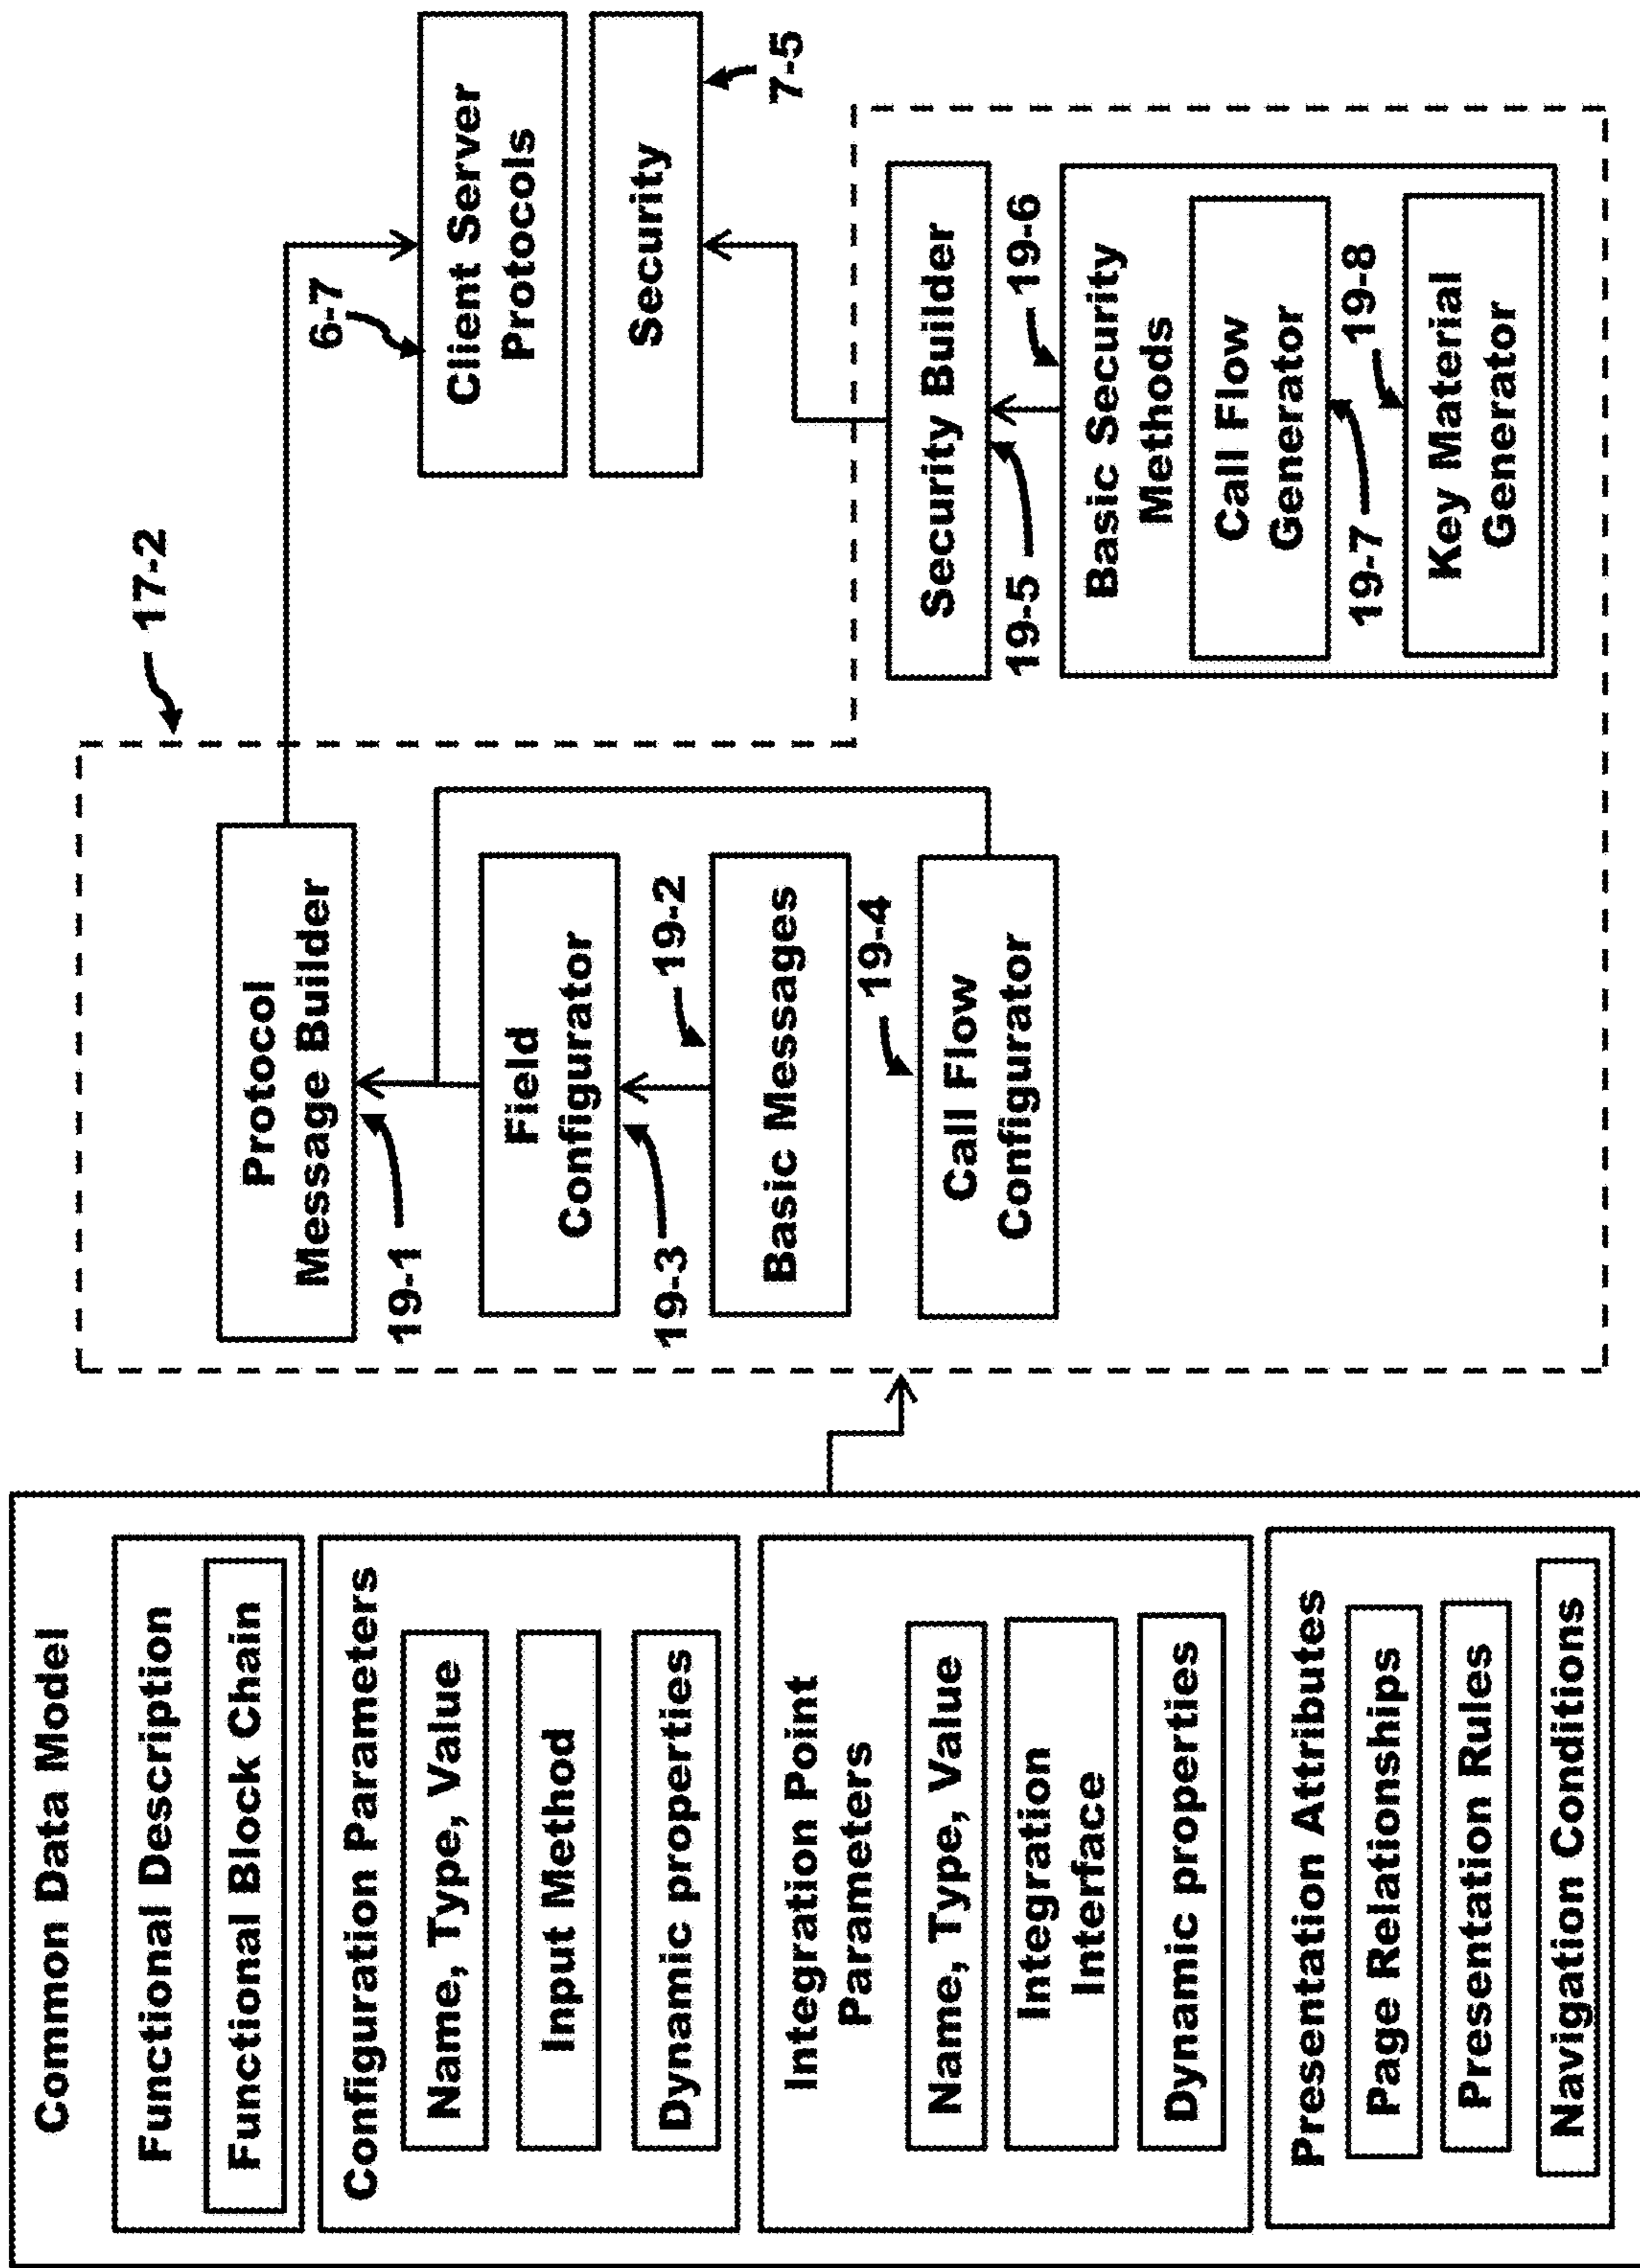 Common Data Model
Functional Description
Functional Block Chain
Configuration Parameters
Name, Type, Value
Input Method
Dynamic properties
Integration Point
Parameters
Name, Type, Value
Integration
Interface
Dynamic properties
Presentation Attributes
Page Relationships
Presentation Rules
Navigation Conditions
17-2
Protocol
Message Builder
19-1
Field
Configurator
19-3
19-2
Basic Messages
19-4
Call Flow
Configurator
6-7
Client Server
Protocols
Security
7-5
Security Builder
19-5
19-6
Basic Security
Methods
Call Flow
Generator
19-7
19-8
Key Material
Generator